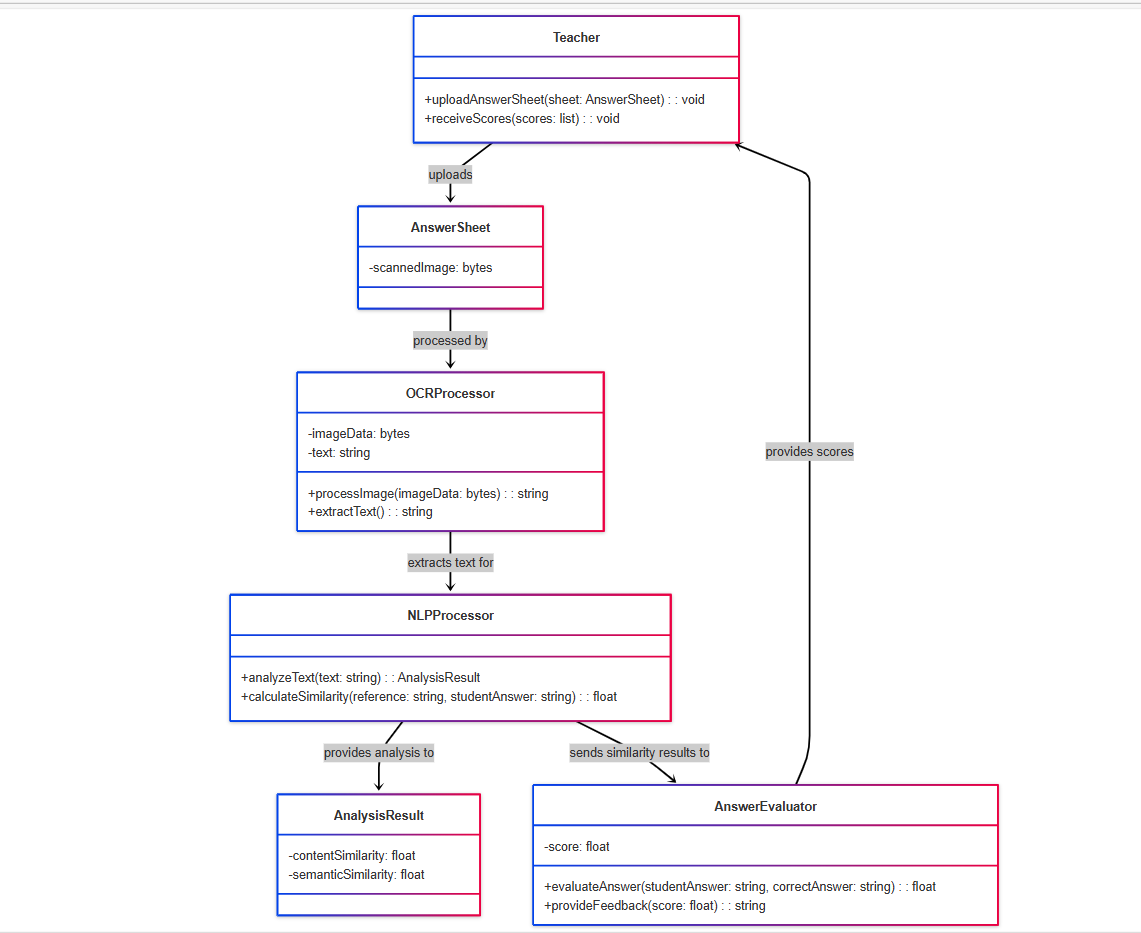 Teacher
+uploadAnswerSheet(sheet: AnswerSheet) : : void
+receiveScores(scores: list) : : void
uploads
AnswerSheet
-scannedImage: bytes
processed by
OCRProcessor
-imageData: bytes
-text: string
+processImage(imageData: bytes) : : string
+extractText() : : string
provides scores
extracts text for
NLPProcessor
+analyzeText(text: string) : : AnalysisResult
+calculateSimilarity(reference: string, studentAnswer: string) : : float
provides analysis to
sends similarity results to
AnalysisResult
-contentSimilarity: float
-semanticSimilarity: float
AnswerEvaluator
-score: float
+evaluateAnswer(studentAnswer: string, correctAnswer: string) : : float
+provideFeedback(score: float) : : string